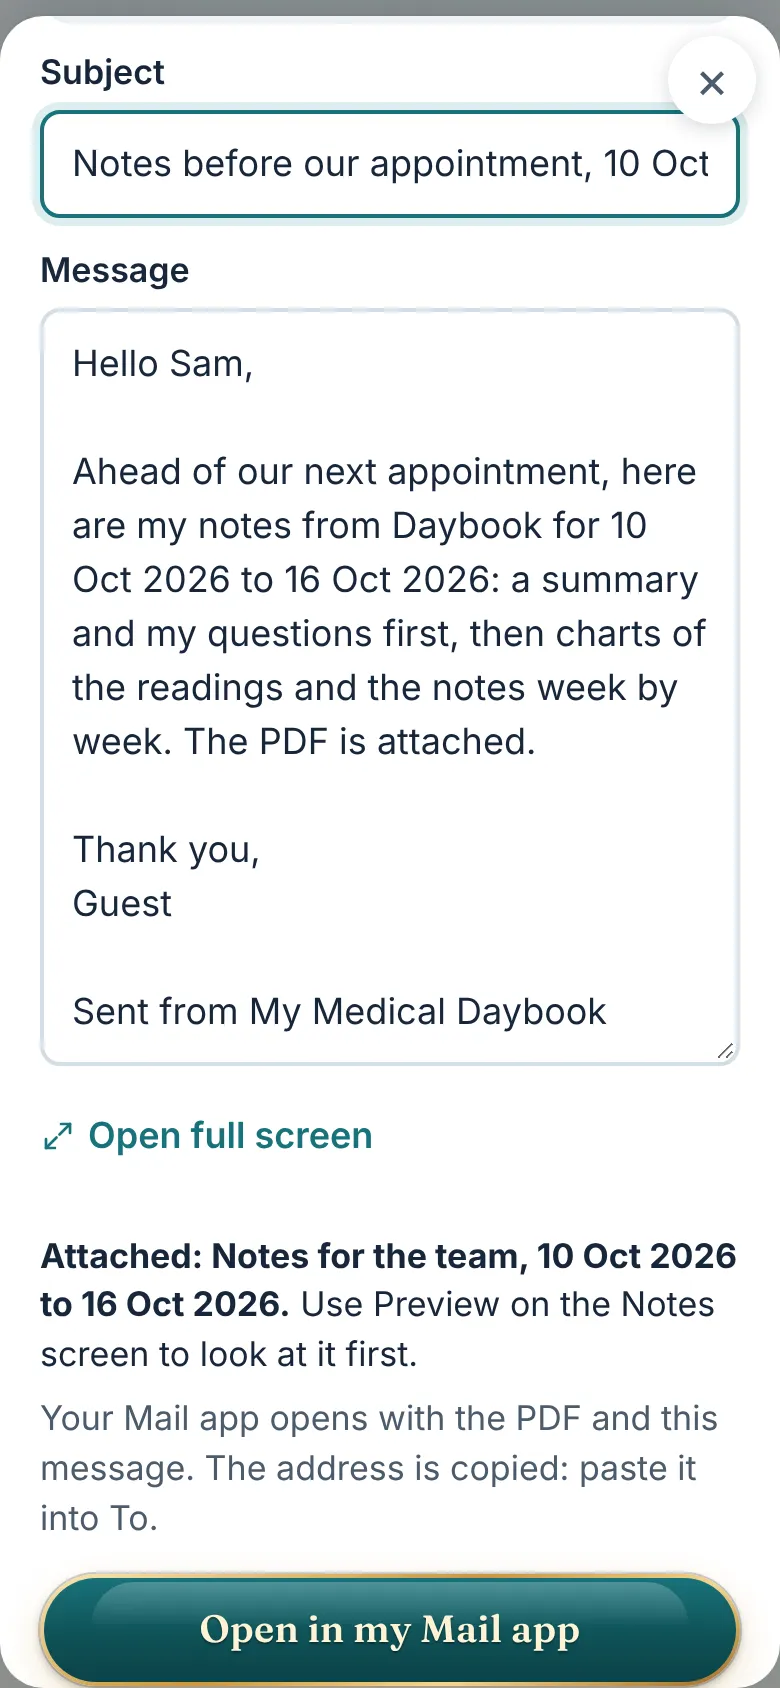 Subject
Notes before our appointment, 10 Oct
Message
Hello Sam,
Ahead of our next appointment, here
are my notes from Daybook for 10
Oct 2026 to 16 Oct 2026: a summary
and my questions first, then charts of
the readings and the notes week by
week. The PDF is attached.
Thank you,
Guest
Sent from My Medical Daybook
Open full screen
Attached: Notes for the team, 10 Oct 2026
to 16 Oct 2026. Use Preview on the Notes
screen to look at it first.
Your Mail app opens with the PDF and this
message. The address is copied: paste it
into To.
Open in my Mail app